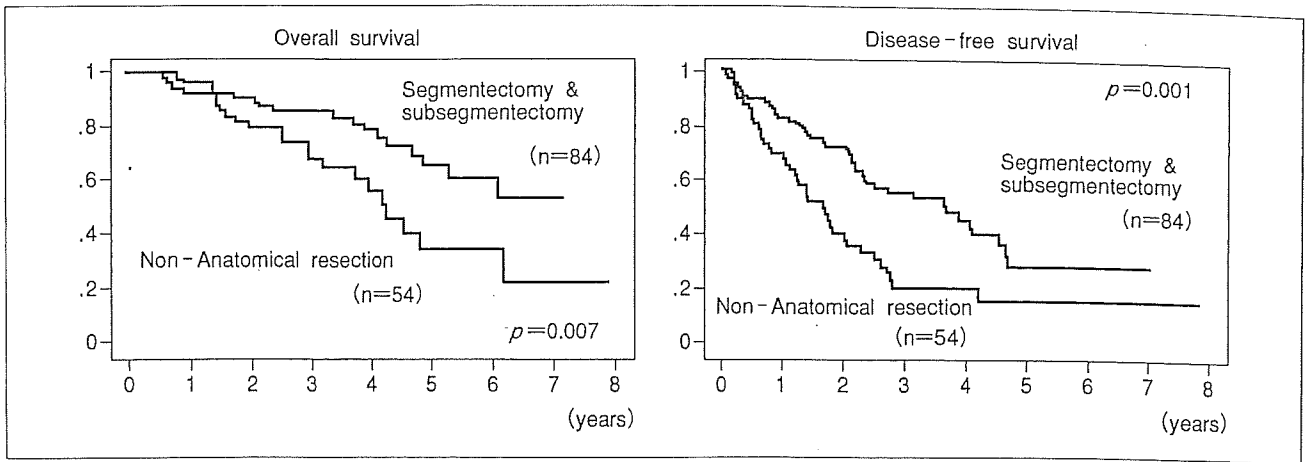 Overall survival
1
.8
.6
.4
.2
0
Segmentectomy &
subsegmentectomy
(n=84)
Non-Anatomical resection
(n=54)
p=0.007
0 1 2 3 4 5 6 7 8
(years)
Disease-free survival
1
.8
.6
.4
.2
0
p=0.001
Segmentectomy &
subsegmentectomy
(n=84)
Non-Anatomical resection
(n=54)
0 1 2 3 4 5 6 7 8
(years)